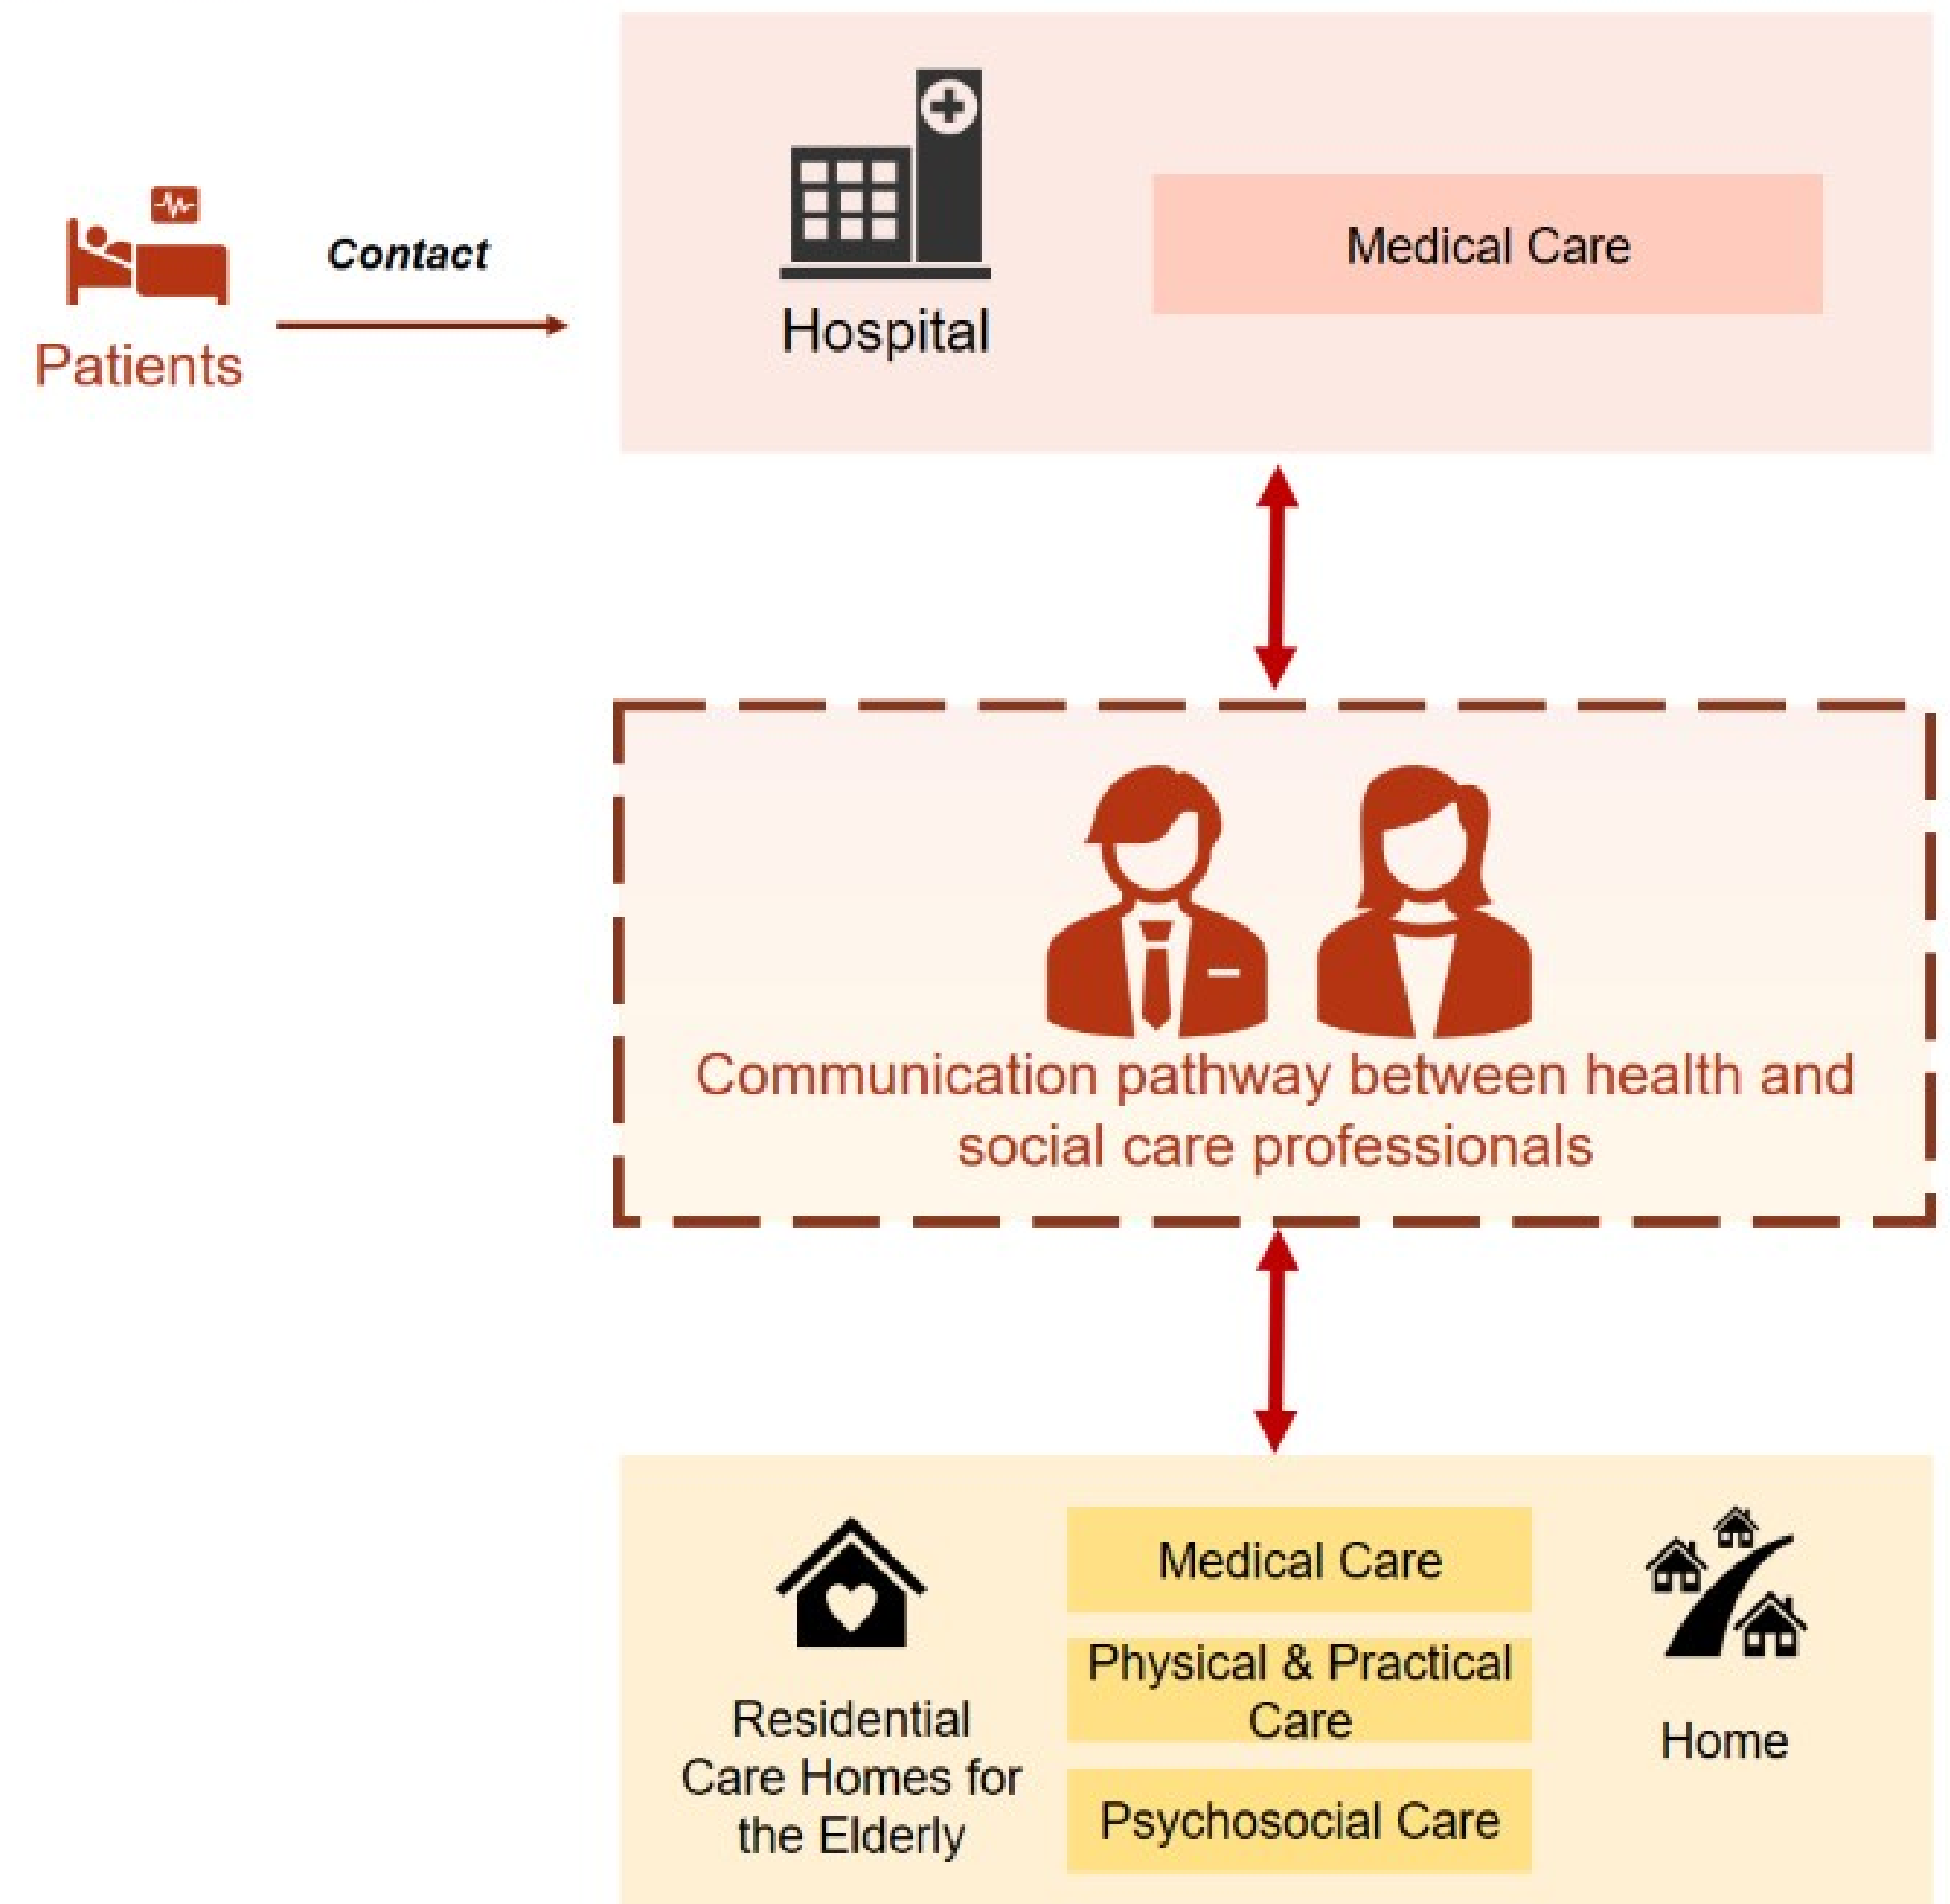 Contact
Patients
Hospital
Medical Care
Communication pathway between health and
social care professionals
Residential
Care Homes for
the Elderly
Medical Care
Physical & Practical
Care
Psychosocial Care
Home